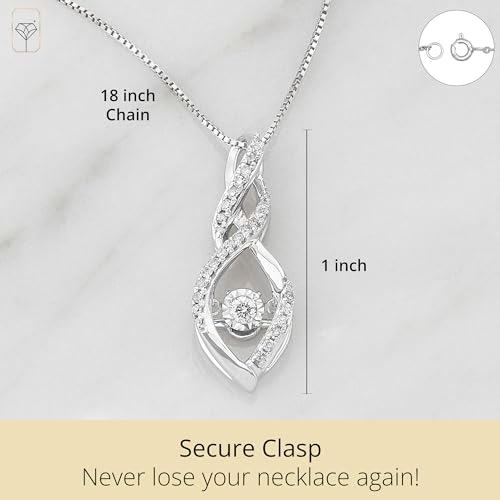 18 inch
Chain
1 inch
Secure Clasp
Never lose your necklace again!